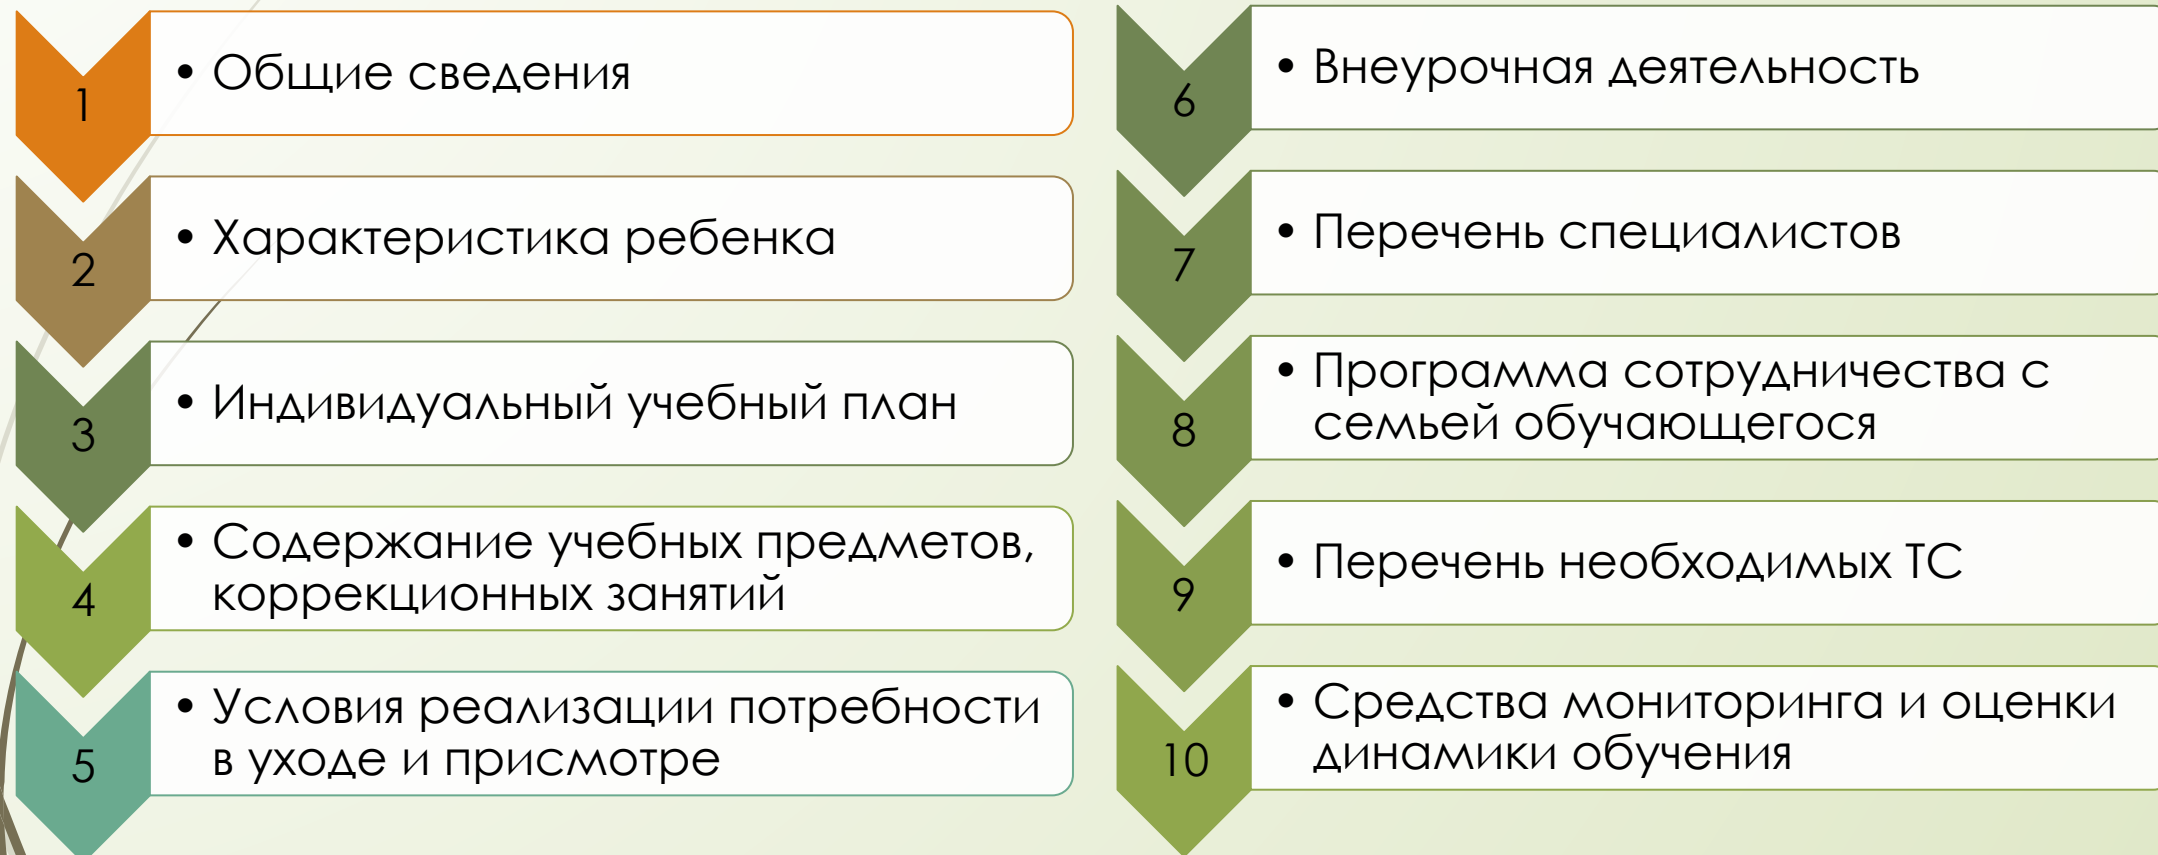 1
• Общие сведения
2
• Характеристика ребенка
3
• Индивидуальный учебный план
4
• Содержание учебных предметов,
коррекционных занятий
5
• Условия реализации потребности
в уходе и присмотре
6
• Внеурочная деятельность
7
• Перечень специалистов
8
• Программа сотрудничества с
семьей обучающегося
9
• Перечень необходимых ТС
10
• Средства мониторинга и оценки
динамики обучения